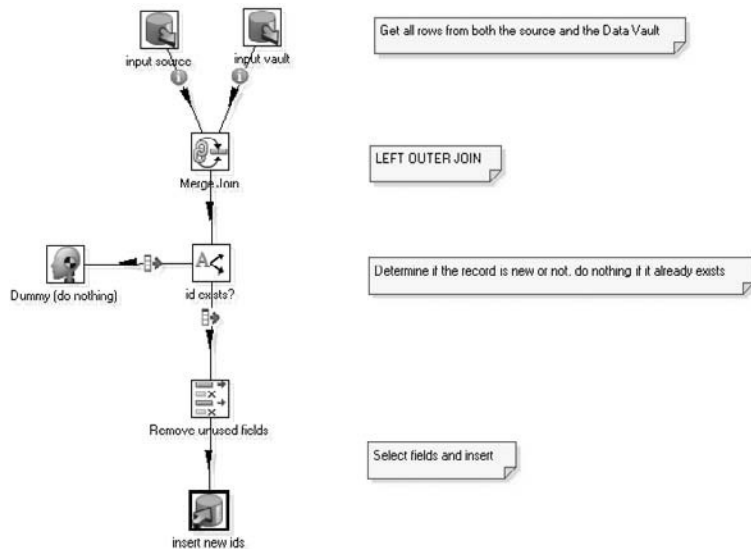 Get all rows from both the source and the Data Vault
input source
input vault
LEFT OUTER JOIN
Merge Join
Determine if the record is new or not. do nothing if it already exists
Dummy (do nothing)
id exists?
Remove unused fields
Select fields and insert
insert new ids